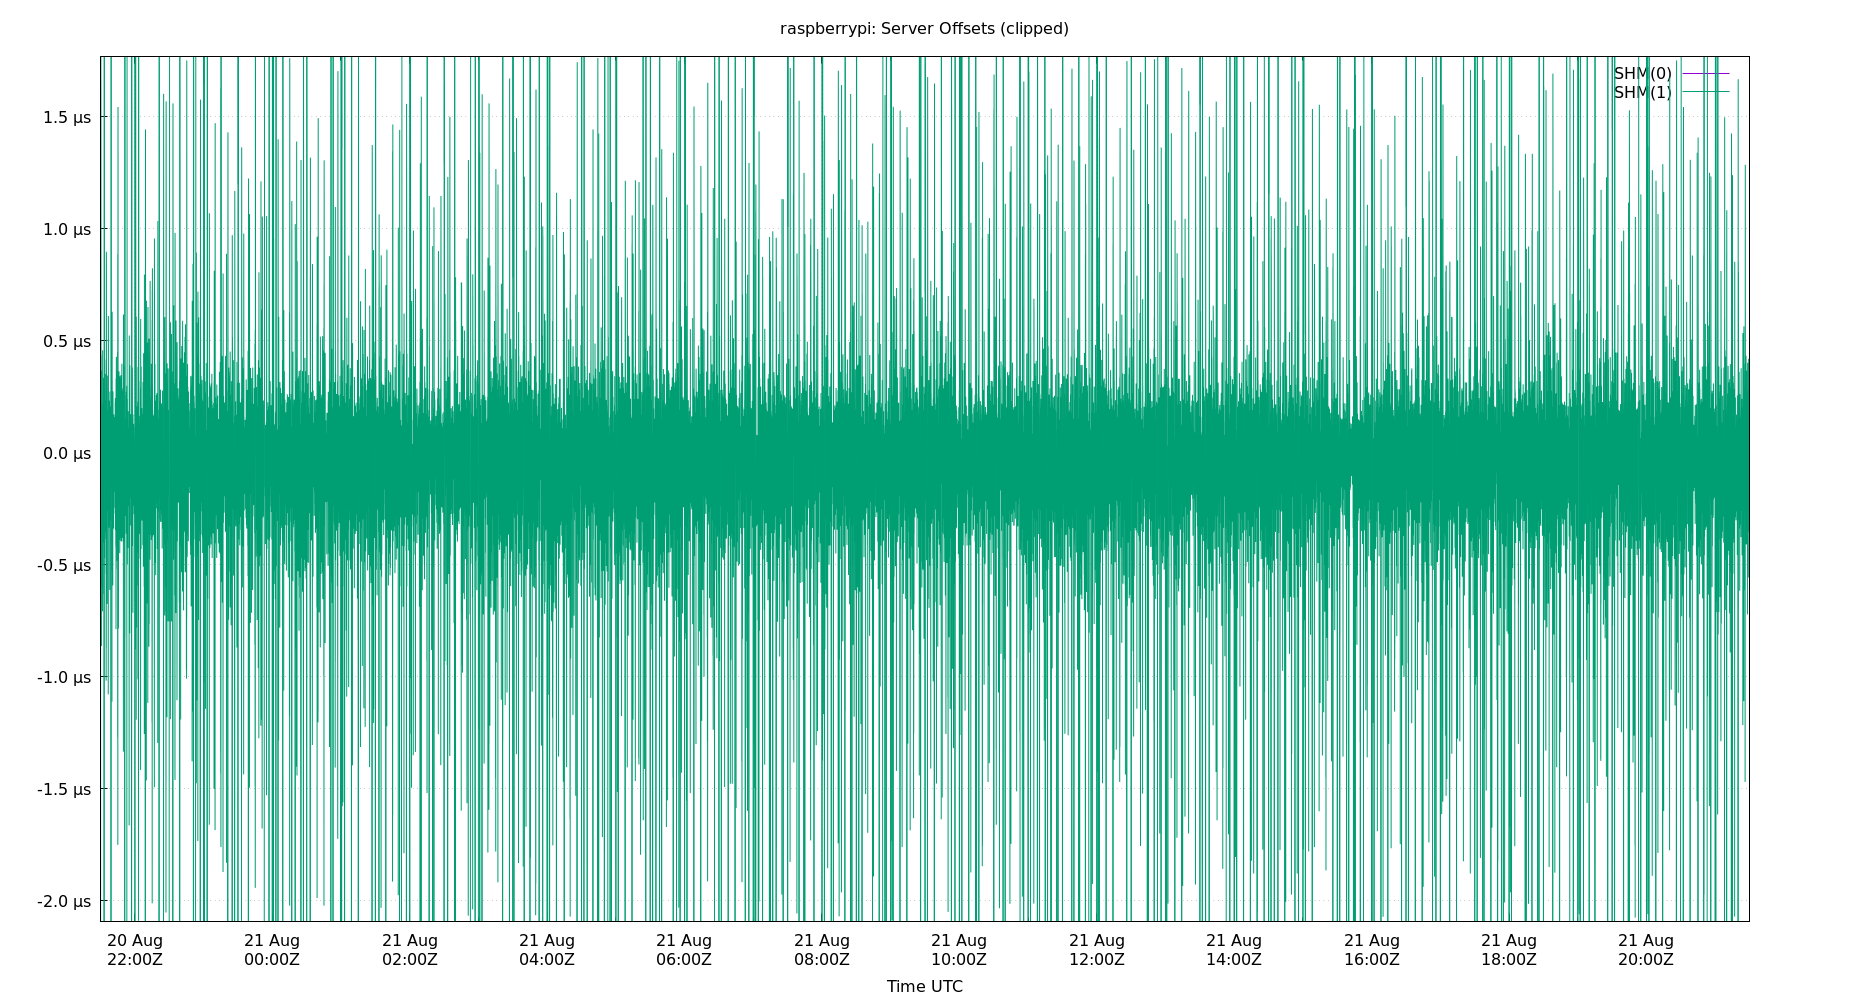 raspberrypi: Server Offsets (clipped)
SHM(0)
SHM(1)
1.5 µs
1.0 µs
0.5 µs
0.0 µs
-0.5 µs
-1.0 µs
-1.5 µs
-2.0 µs
20 Aug 21 Aug 21 Aug 21 Aug 21 Aug 21 Aug 21 Aug 21 Aug 21 Aug 21 Aug 21 Aug 21 Aug
22:00Z 00:00Z 02:00Z 04:00Z 06:00Z 08:00Z 10:00Z 12:00Z 14:00Z 16:00Z 18:00Z 20:00Z
Time UTC